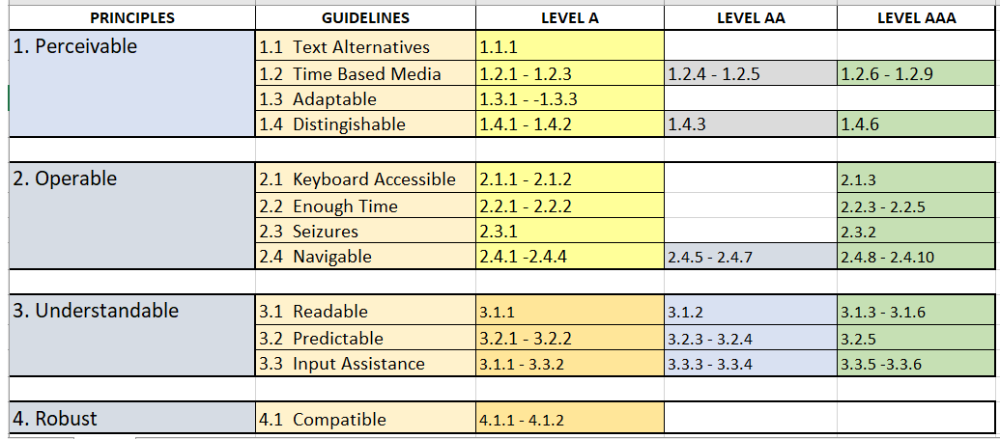 PRINCIPLES GUIDELINES LEVEL A LEVEL AA LEVEL AAA
1. Perceivable 1.1 Text Alternatives 1.1.1
1.2 Time Based Media 1.2.1 - 1.2.3 1.2.4 - 1.2.5 1.2.6 - 1.2.9
1.3 Adaptable 1.3.1 - -1.3.3
1.4 Distingishable 1.4.1 - 1.4.2 1.4.3 1.4.6
2. Operable 2.1 Keyboard Accessible 2.1.1 - 2.1.2 2.1.3
2.2 Enough Time 2.2.1 - 2.2.2 2.2.3 - 2.2.5
2.3 Seizures 2.3.1 2.3.2
2.4 Navigable 2.4.1 -2.4.4 2.4.5 - 2.4.7 2.4.8 - 2.4.10
3. Understandable 3.1 Readable 3.1.1 3.1.2 3.1.3 - 3.1.6
3.2 Predictable 3.2.1 - 3.2.2 3.2.3 - 3.2.4 3.2.5
3.3 Input Assistance 3.1.1 - 3.3.2 3.3.3 - 3.3.4 3.3.5 -3.3.6
4. Robust 4.1 Compatible 4.1.1 - 4.1.2